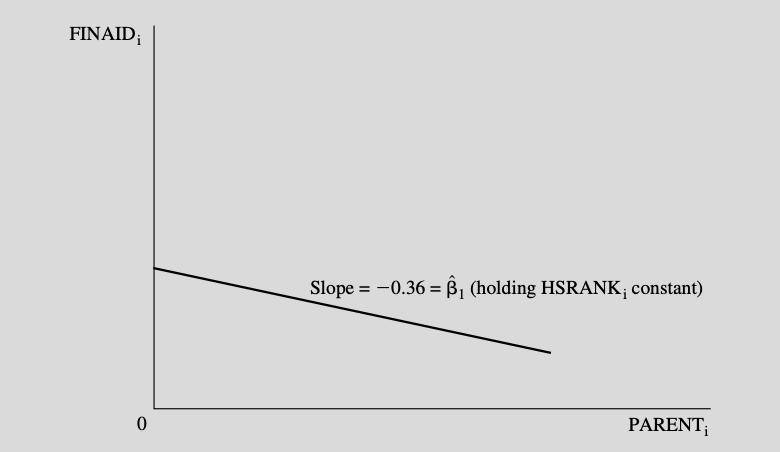 FINAIDᵢ
Slope = −0.36 = β̂₁ (holding HSRANKᵢ constant)
0
PARENTᵢ